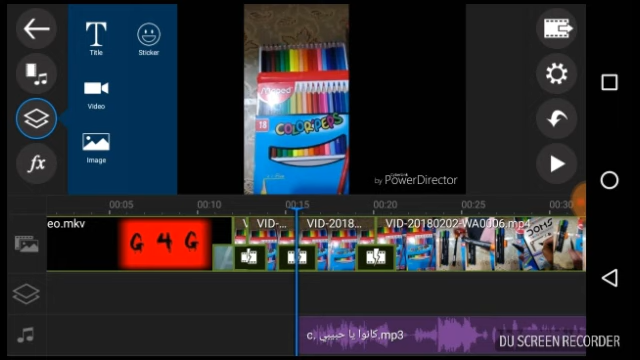 Title
Sticker
Video
Image
fx
Maped
18
COLOR'PEPS
by PowerDirector
00:05
00:10
00:15
00:20
00:25
00:30
eo.mkv
VID-...
VID-2018...
VID-20180202-WA0006.mp4
G 4 G
c. كانوا يا حبيبي.mp3
DU SCREEN RECORDER